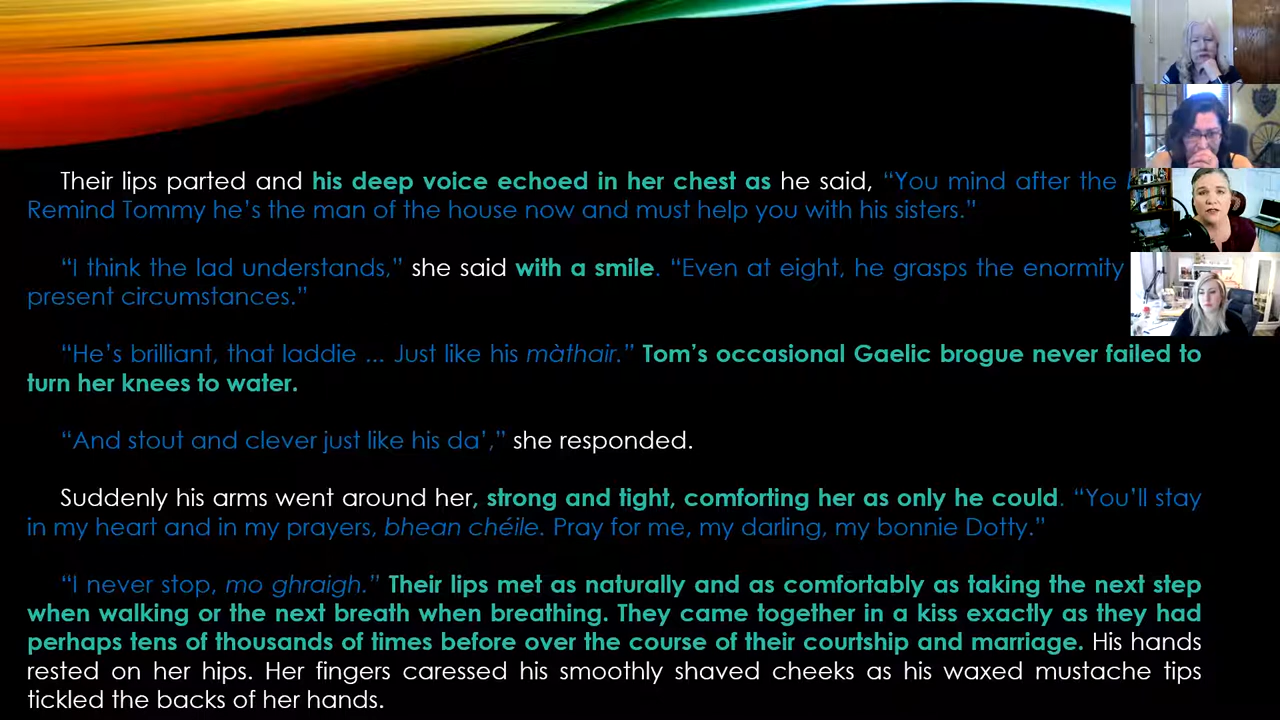 Their lips parted and his deep voice echoed in her chest as he said, “You mind after the
Remind Tommy he’s the man of the house now and must help you with his sisters.”
“I think the lad understands,” she said with a smile. “Even at eight, he grasps the enormity
present circumstances.”
“He’s brilliant, that laddie ... Just like his màthair.” Tom’s occasional Gaelic brogue never failed to
turn her knees to water.
“And stout and clever just like his da’,” she responded.
Suddenly his arms went around her, strong and tight, comforting her as only he could. “You’ll stay
in my heart and in my prayers, bhean chéile. Pray for me, my darling, my bonnie Dotty.”
“I never stop, mo ghraigh.” Their lips met as naturally and as comfortably as taking the next step
when walking or the next breath when breathing. They came together in a kiss exactly as they had
perhaps tens of thousands of times before over the course of their courtship and marriage. His hands
rested on her hips. Her fingers caressed his smoothly shaved cheeks as his waxed mustache tips
tickled the backs of her hands.